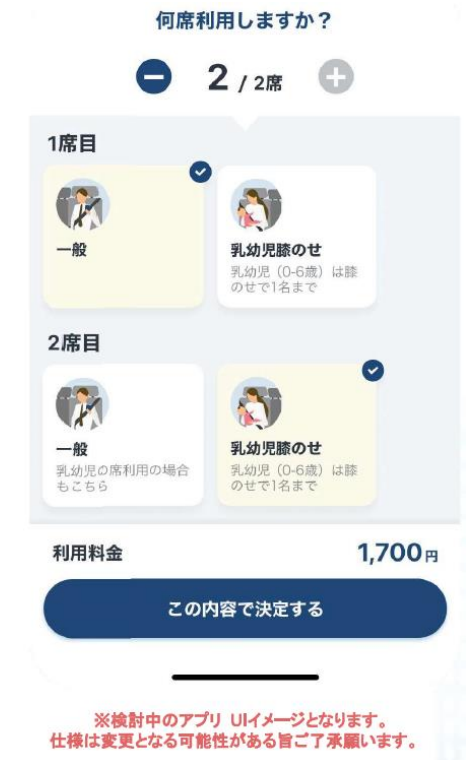 何席利用しますか？
2 / 2席
1席目
一般
乳幼児膝のせ
乳幼児（0-6歳）は膝
のせで1名まで
2席目
一般
乳幼児の席利用の場合
もこちら
乳幼児膝のせ
乳幼児（0-6歳）は膝
のせで1名まで
利用料金 1,700円
この内容で決定する
※検討中のアプリ UIイメージとなります。
仕様は変更となる可能性がある旨ご了承願います。